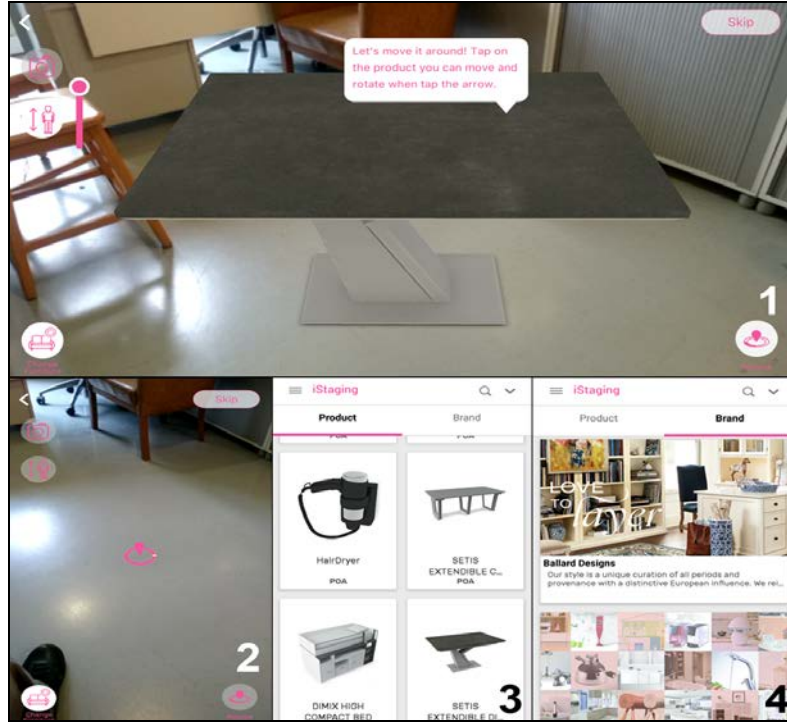 Skip
Let's move it around! Tap on
the product you can move and
rotate when tap the arrow.
1
Skip
2
iStaging
Product
Brand
POA
POA
HairDryer
POA
SETIS
EXTENDIBLE C...
POA
DIMIX HIGH
COMPACT BED
SETIS
EXTENDIBLE DI...
3
iStaging
Product
Brand
LOVE
TO
layer
Ballard Designs
Our style is a unique curation of all periods and
provenance with a distinctive European influence. We rei...
4